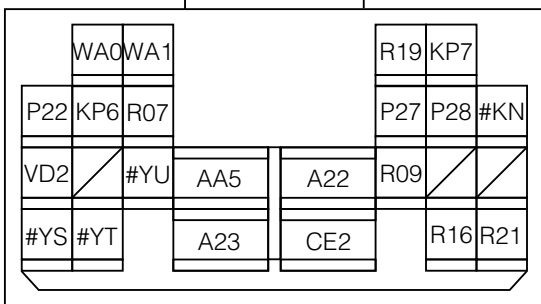 WA0 WA1 R19 KP7
P22 KP6 R07 P27 P28 #KN
VD2 #YU AA5 A22 R09
#YS #YT A23 CE2 R16 R21